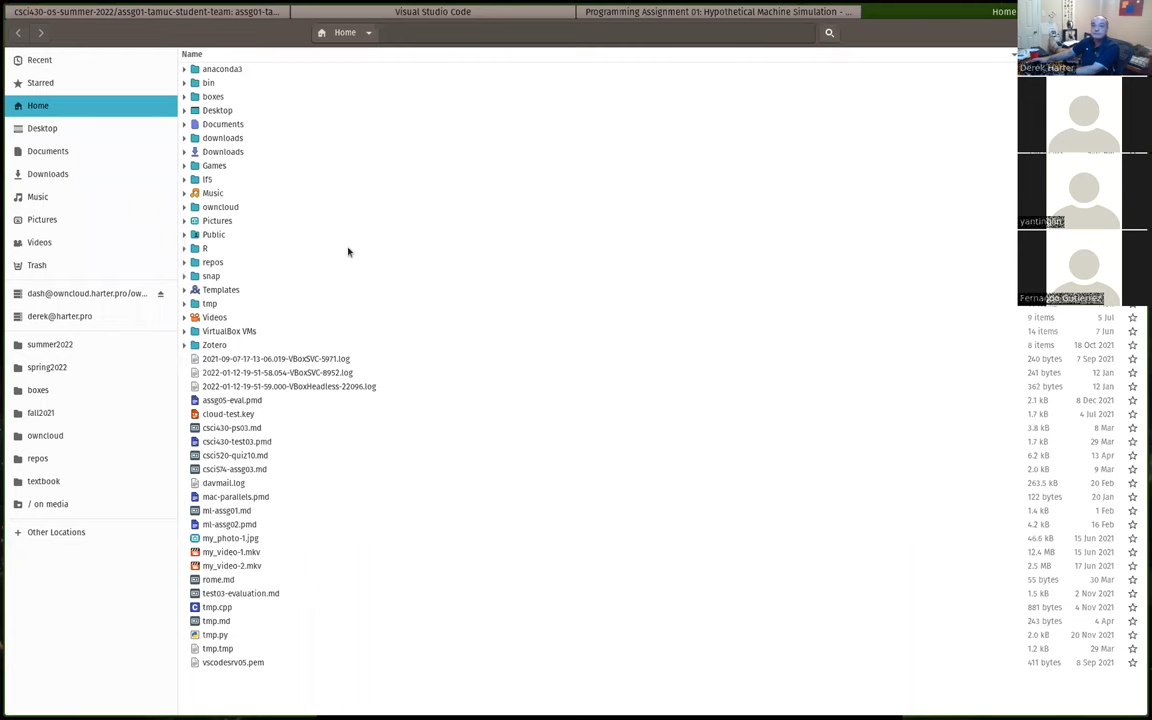 csci430-os-summer-2022/assg01-tamuc-student-team: assg01-ta...
Visual Studio Code
Programming Assignment 01: Hypothetical Machine Simulation - ...
Home
Home
Derek Harter
Name
Recent
Starred
Home
Desktop
Documents
Downloads
Music
Pictures
Videos
Trash
dash@owncloud.harter.pro/ow...
derek@harter.pro
summer2022
spring2022
boxes
fall2021
owncloud
repos
textbook
/ on media
Other Locations
anaconda3
bin
boxes
Desktop
Documents
downloads
Downloads
Games
lf5
Music
owncloud
Pictures
Public
R
repos
snap
Templates
tmp
Videos 9 items 5 Jul
VirtualBox VMs 14 items 7 Jun
Zotero 8 items 18 Oct 2021
2021-09-07-17-13-06.019-VBoxSVC-5971.log 240 bytes 7 Sep 2021
2022-01-12-19-51-58.054-VBoxSVC-8952.log 241 bytes 12 Jan
2022-01-12-19-51-59.000-VBoxHeadless-22096.log 362 bytes 12 Jan
assg05-eval.pmd 2.1 kB 8 Dec 2021
cloud-test.key 1.7 kB 4 Jul 2021
csci430-ps03.md 3.8 kB 8 Mar
csci430-test03.pmd 1.7 kB 29 Mar
csci520-quiz10.md 6.2 kB 13 Apr
csci574-assg03.md 2.0 kB 9 Mar
davmail.log 263.5 kB 20 Feb
mac-parallels.pmd 122 bytes 20 Jan
ml-assg01.md 1.4 kB 1 Feb
ml-assg02.pmd 4.2 kB 16 Feb
my_photo-1.jpg 46.6 kB 15 Jun 2021
my_video-1.mkv 12.4 MB 15 Jun 2021
my_video-2.mkv 2.5 MB 17 Jun 2021
rome.md 55 bytes 30 Mar
test03-evaluation.md 1.5 kB 2 Nov 2021
tmp.cpp 881 bytes 4 Nov 2021
tmp.md 243 bytes 4 Apr
tmp.py 2.0 kB 20 Nov 2021
tmp.tmp 1.2 kB 29 Mar
vscodesrv05.pem 411 bytes 8 Sep 2021
Fernando Gutierrez